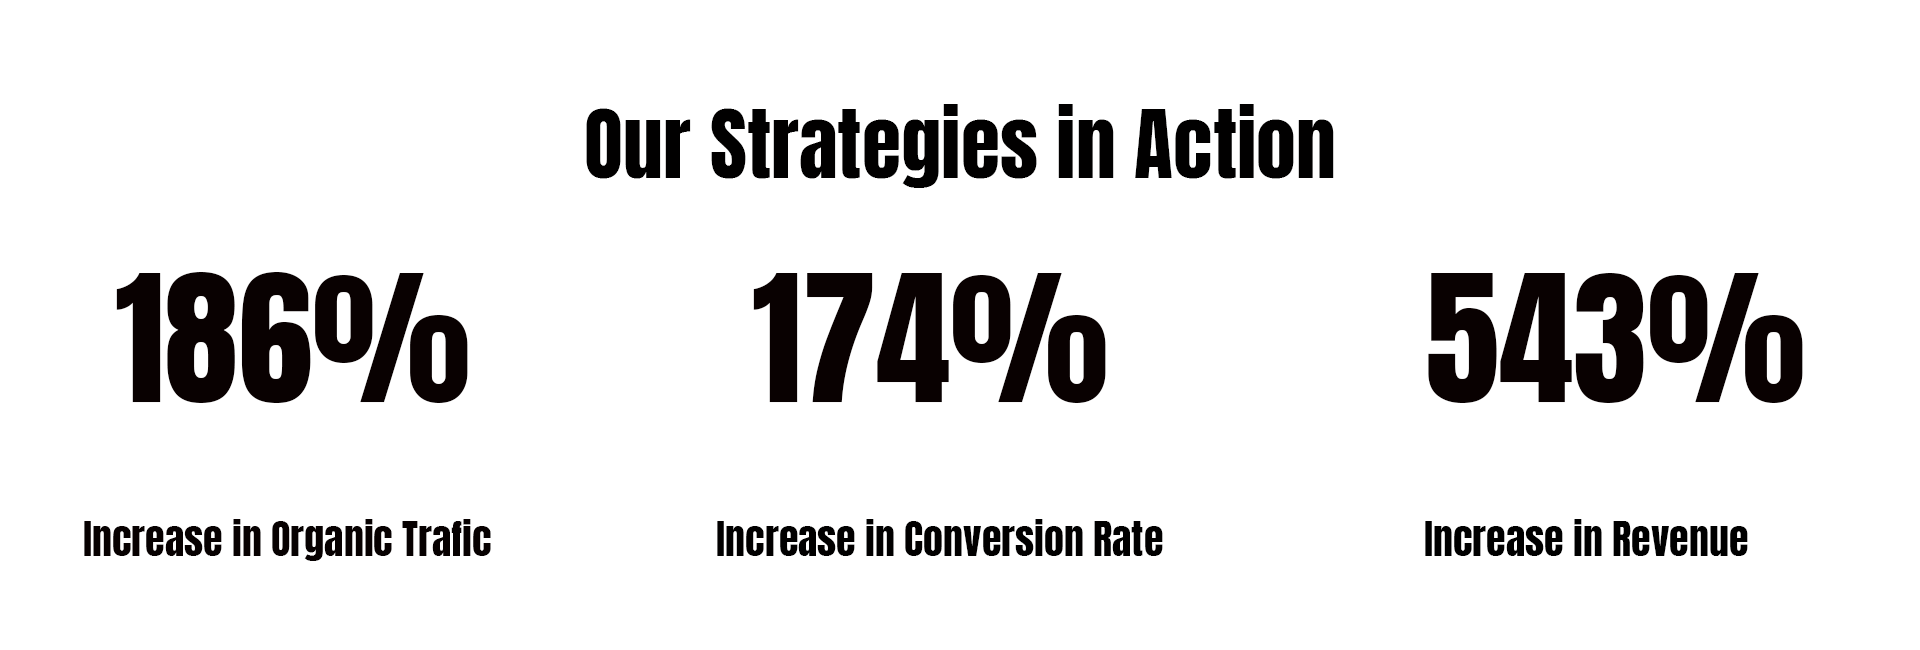 Our Strategies in Action
186%
174%
543%
Increase in Organic Trafic
Increase in Conversion Rate
Increase in Revenue